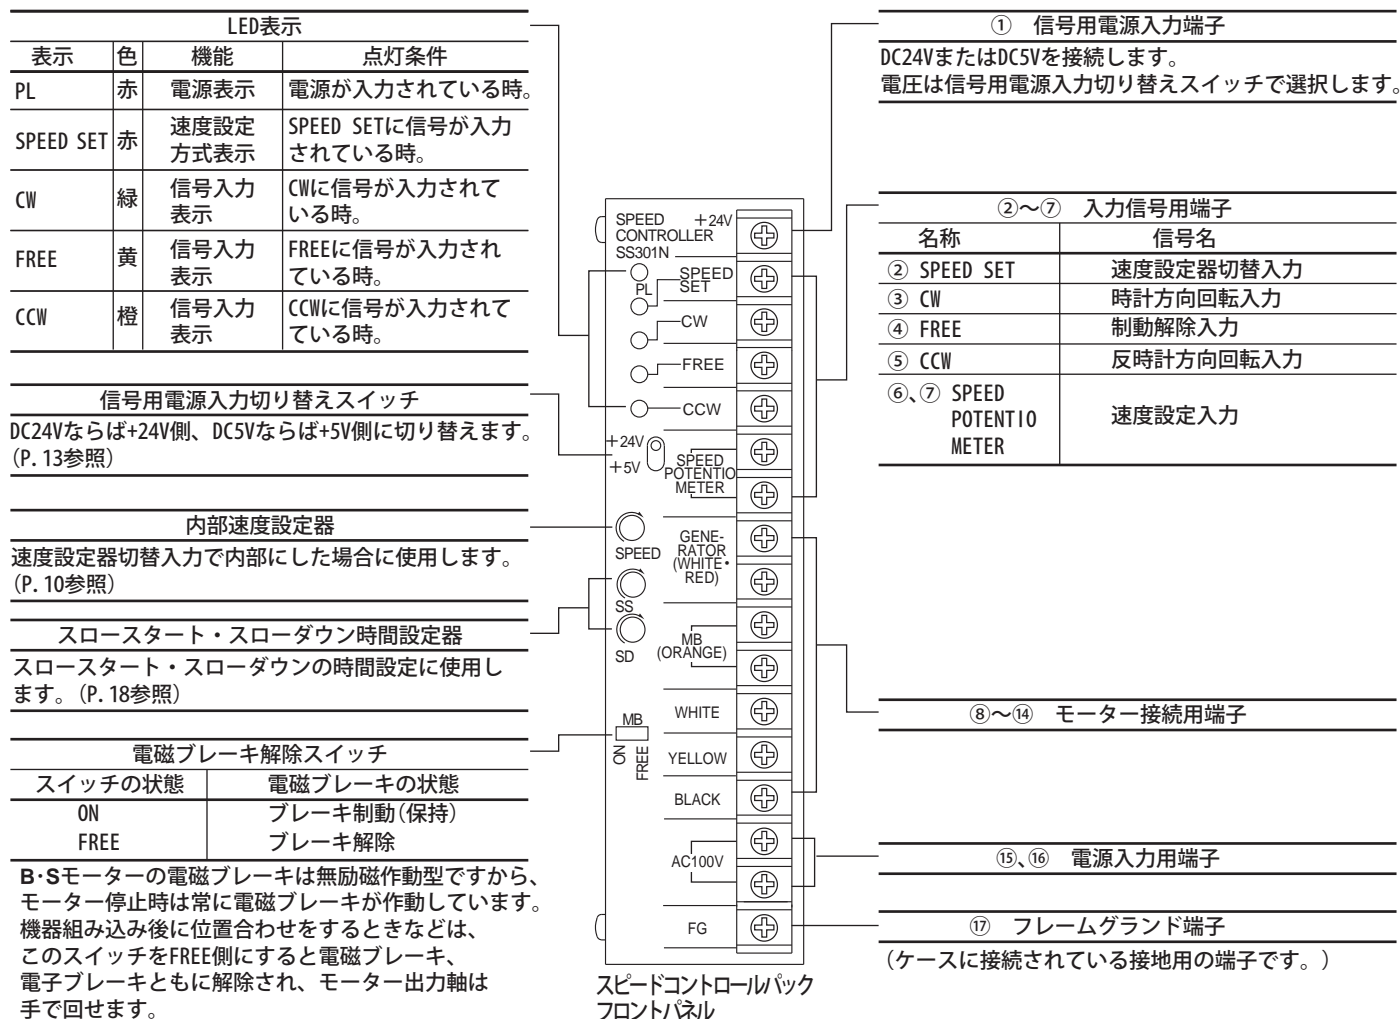 LED表示
表示 色 機能 点灯条件
PL 赤 電源表示 電源が入力されている時。
SPEED SET 赤 速度設定方式表示 SPEED SETに信号が入力
されている時。
CW 緑 信号入力表示 CWに信号が入力されて
いる時。
FREE 黄 信号入力表示 FREEに信号が入力され
ている時。
CCW 橙 信号入力表示 CCWに信号が入力されて
ている時。
信号用電源入力切り替えスイッチ
DC24Vならば+24V側、DC5Vならば+5V側に切り替えます。
(P.13参照)
内部速度設定器
速度設定器切替入力で内部にした場合に使用します。
(P.10参照)
スロースタート・スローダウン時間設定器
スロースタート・スローダウンの時間設定に使用し
ます。(P.18参照)
電磁ブレーキ解除スイッチ
スイッチの状態 電磁ブレーキの状態
ON ブレーキ制動(保持)
FREE ブレーキ解除
B･Sモーターの電磁ブレーキは無励磁作動型ですから、
モーター停止時は常に電磁ブレーキが作動しています。
機器組み込み後に位置合わせをするときなどは、
このスイッチをFREE側にすると電磁ブレーキ、
電子ブレーキともに解除され、モーター出力軸は
手で回せます。
SPEED +24V
CONTROLLER
SS301N
PL
SPEED
SET
CW
FREE
CCW
+24V
+5V
SPEED
POTENTIO
METER
SPEED
GENE-
RATOR
(WHITE・
RED)
SS
SD
MB
(ORANGE)
MB
ON
FREE
WHITE
YELLOW
BLACK
AC100V
FG
スピードコントロールパック
フロントパネル
① 信号用電源入力端子
DC24VまたはDC5Vを接続します。
電圧は信号用電源入力切り替えスイッチで選択します。
②～⑦ 入力信号用端子
名称 信号名
② SPEED SET 速度設定器切替入力
③ CW 時計方向回転入力
④ FREE 制動解除入力
⑤ CCW 反時計方向回転入力
⑥、⑦ SPEED
POTENTIO 速度設定入力
METER
⑧～⑭ モーター接続用端子
⑮、⑯ 電源入力用端子
⑰ フレームグランド端子
(ケースに接続されている接地用の端子です。)